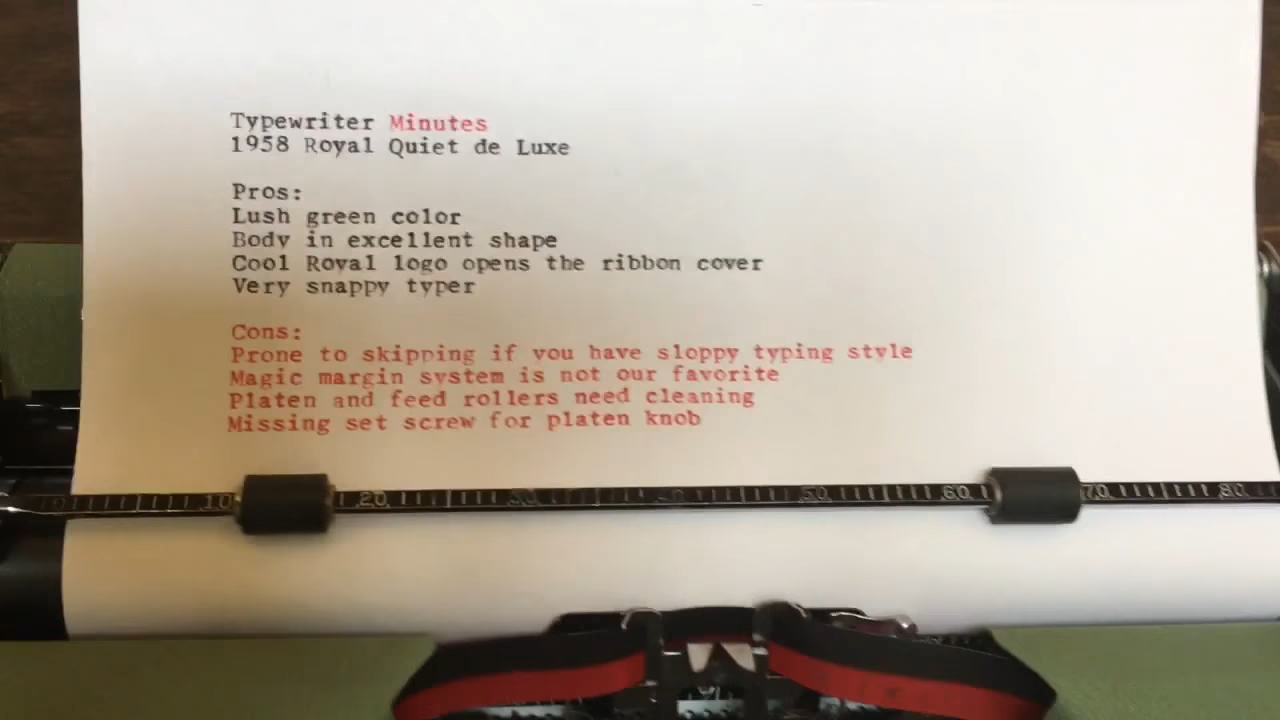 Typewriter Minutes
1958 Royal Quiet de Luxe
Pros:
Lush green color
Body in excellent shape
Cool Royal logo opens the ribbon cover
Very snappy typer
Cons:
Prone to skipping if you have sloppy typing style
Magic margin system is not our favorite
Platen and feed rollers need cleaning
Missing set screw for platen knob
0 10 20 30 40 50 60 70 80